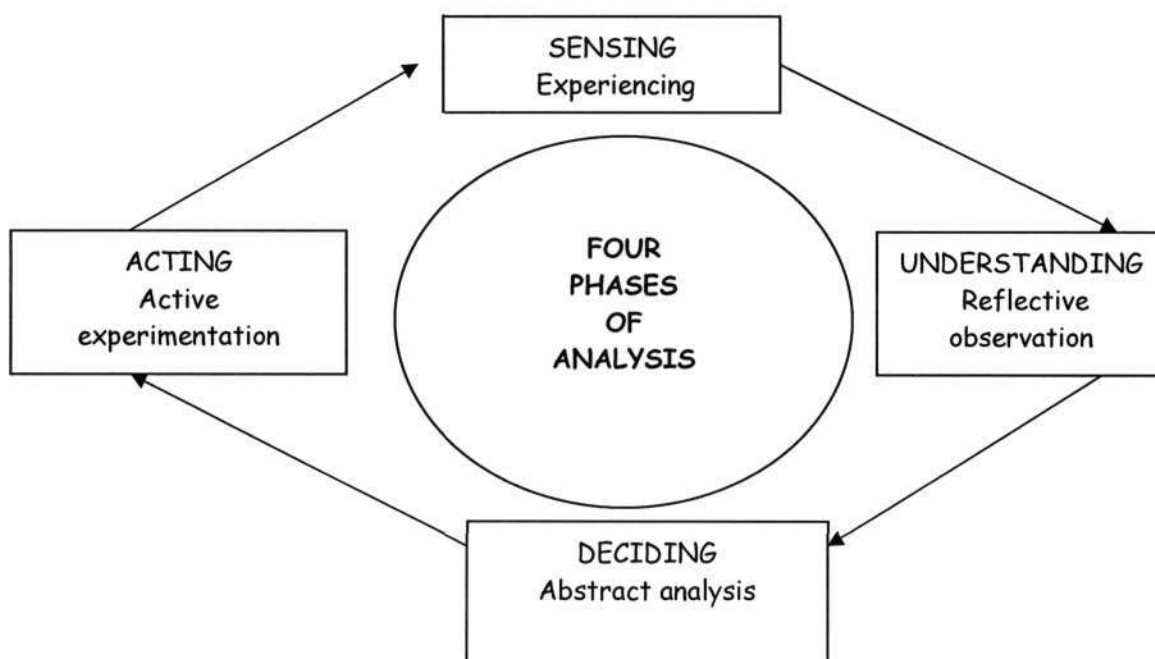 SENSING
Experiencing
ACTING
Active
experimentation
FOUR
PHASES
OF
ANALYSIS
UNDERSTANDING
Reflective
observation
DECIDING
Abstract analysis